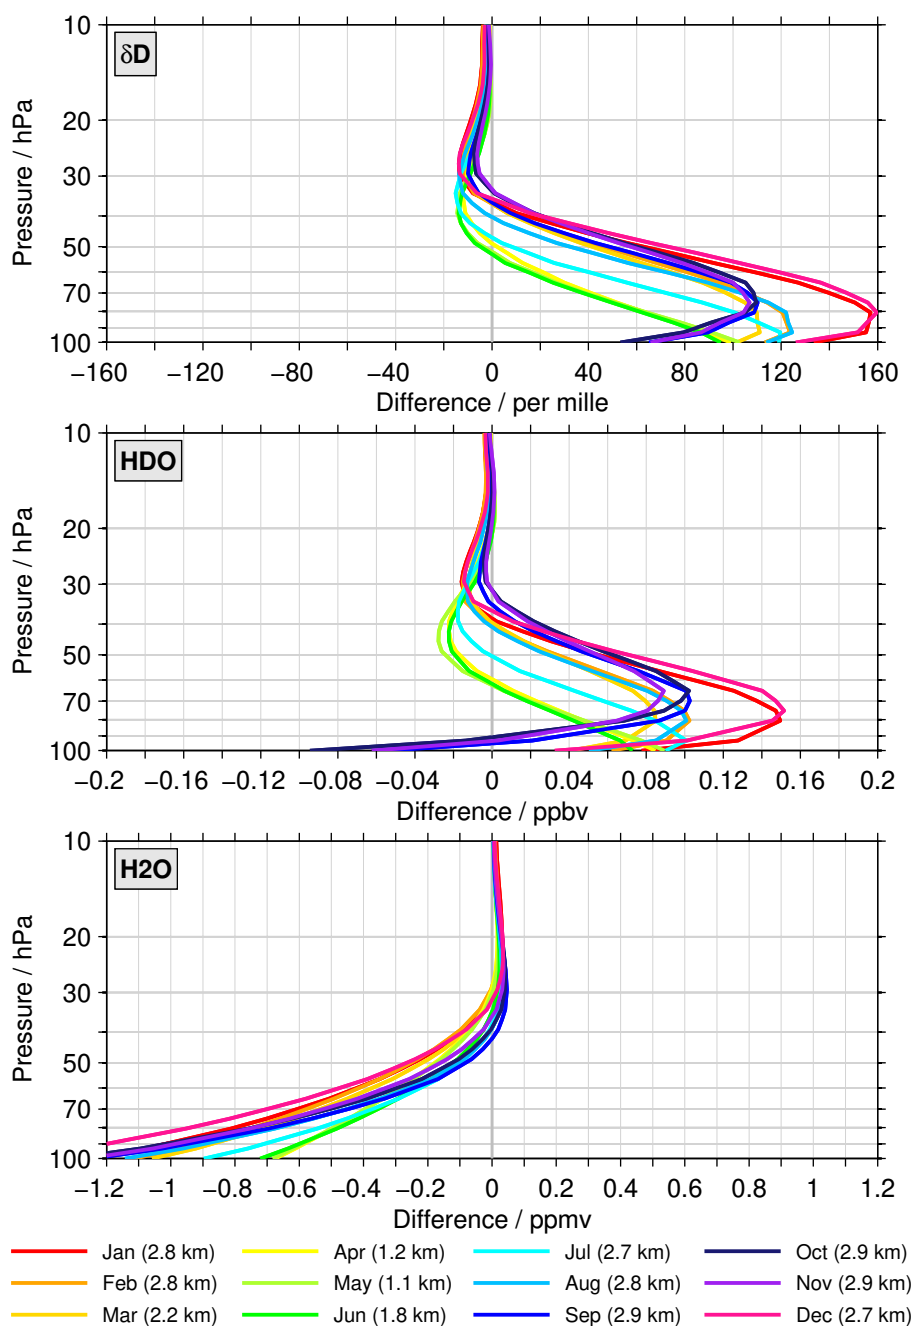 δD
Pressure / hPa
10
20
30
50
70
100
−160 −120 −80 −40 0 40 80 120 160
Difference / per mille
HDO
Pressure / hPa
10
20
30
50
70
100
−0.2 −0.16 −0.12 −0.08 −0.04 0 0.04 0.08 0.12 0.16 0.2
Difference / ppbv
H2O
Pressure / hPa
10
20
30
50
70
100
−1.2 −1 −0.8 −0.6 −0.4 −0.2 0 0.2 0.4 0.6 0.8 1 1.2
Difference / ppmv
Jan (2.8 km) Apr (1.2 km) Jul (2.7 km) Oct (2.9 km)
Feb (2.8 km) May (1.1 km) Aug (2.8 km) Nov (2.9 km)
Mar (2.2 km) Jun (1.8 km) Sep (2.9 km) Dec (2.7 km)